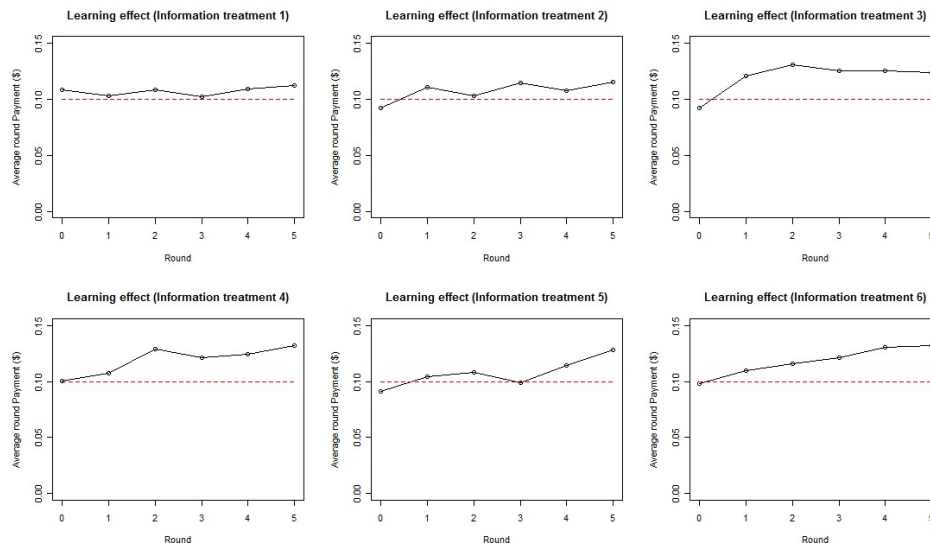 Learning effect (Information treatment 1)
Average round Payment ($)
0.15
0.10
0.05
0.00
0 1 2 3 4 5
Round
Learning effect (Information treatment 2)
Average round Payment ($)
0.15
0.10
0.05
0.00
0 1 2 3 4 5
Round
Learning effect (Information treatment 3)
Average round Payment ($)
0.15
0.10
0.05
0.00
0 1 2 3 4 5
Round
Learning effect (Information treatment 4)
Average round Payment ($)
0.15
0.10
0.05
0.00
0 1 2 3 4 5
Round
Learning effect (Information treatment 5)
Average round Payment ($)
0.15
0.10
0.05
0.00
0 1 2 3 4 5
Round
Learning effect (Information treatment 6)
Average round Payment ($)
0.15
0.10
0.05
0.00
0 1 2 3 4 5
Round